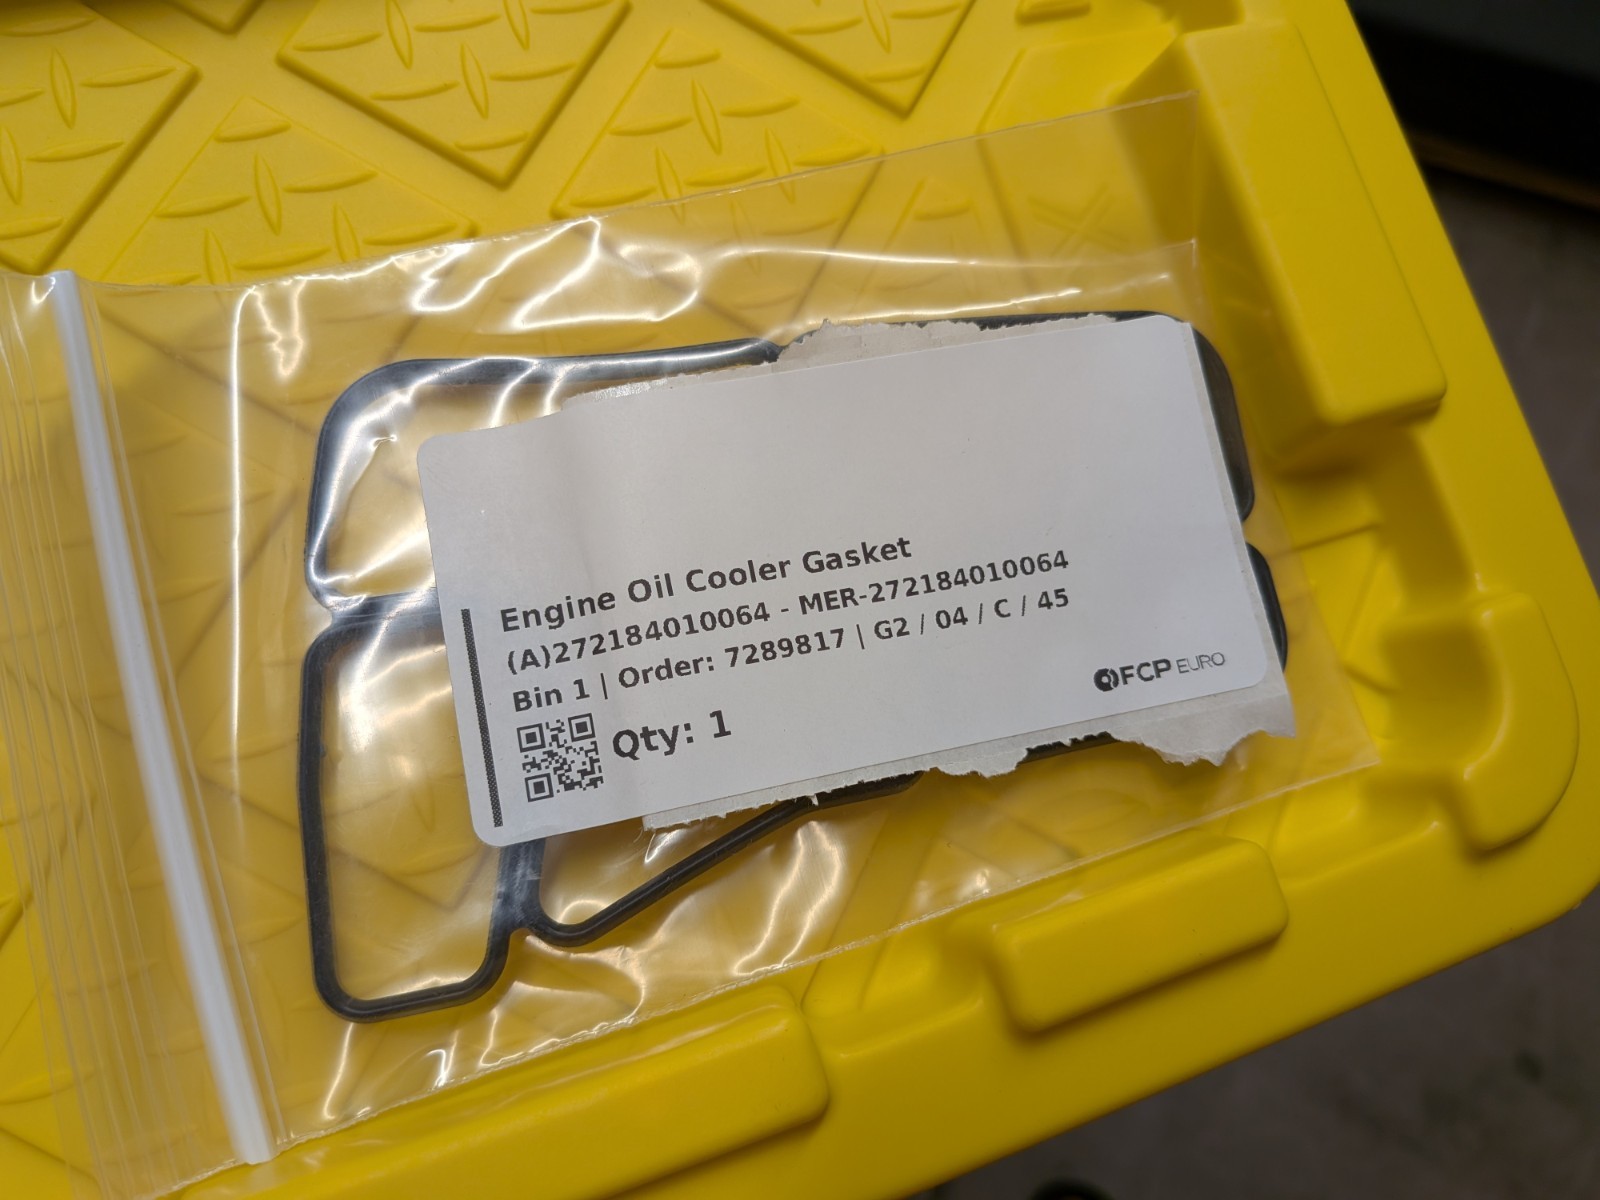 Engine Oil Cooler Gasket
(A)272184010064 - MER-272184010064
Bin 1 | Order: 7289817 | G2 / 04 / C / 45
Qty: 1
FCP EURO